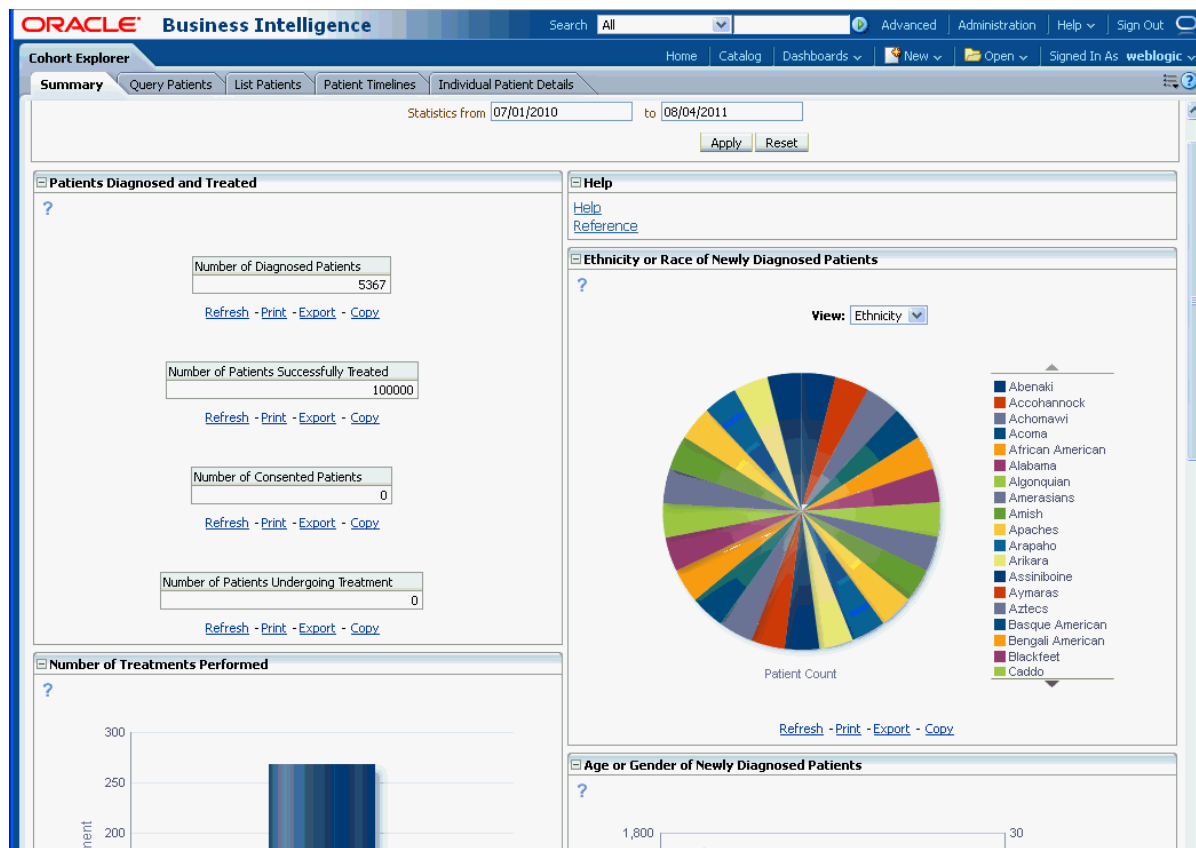 ORACLE Business Intelligence
Search All Advanced Administration Help Sign Out
Cohort Explorer
Home Catalog Dashboards New Open Signed In As weblogic
Summary Query Patients List Patients Patient Timelines Individual Patient Details
Statistics from 07/01/2010 to 08/04/2011
Apply Reset
Patients Diagnosed and Treated
?
Number of Diagnosed Patients
5367
Refresh - Print - Export - Copy
Number of Patients Successfully Treated
100000
Refresh - Print - Export - Copy
Number of Consented Patients
0
Refresh - Print - Export - Copy
Number of Patients Undergoing Treatment
0
Refresh - Print - Export - Copy
Number of Treatments Performed
?
300
250
200
Help
Help
Reference
Ethnicity or Race of Newly Diagnosed Patients
?
View: Ethnicity
Abenaki
Accohannock
Achomawi
Acoma
African American
Alabama
Algonquian
Amerasians
Amish
Apaches
Arapaho
Arikara
Assiniboine
Aymaras
Aztecs
Basque American
Bengali American
Blackfeet
Caddo
Patient Count
Refresh - Print - Export - Copy
Age or Gender of Newly Diagnosed Patients
?
1,800
30